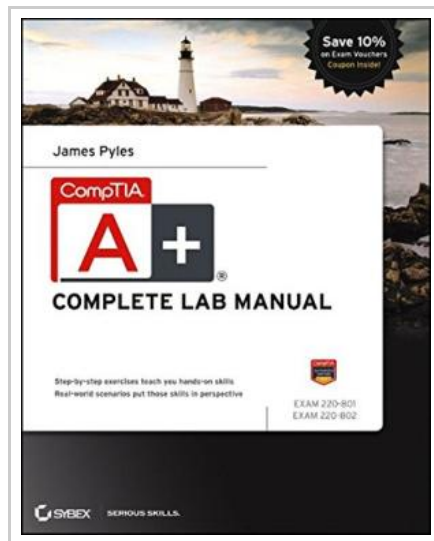 Save 10%
on Exam Vouchers
Coupon Inside!
James Pyles
CompTIA
A+
®
COMPLETE LAB MANUAL
Step-by-step exercises teach you hands-on skills
Real-world scenarios put those skills in perspective
CompTIA
EXAM 220-801
EXAM 220-802
SYBEX
SERIOUS SKILLS.